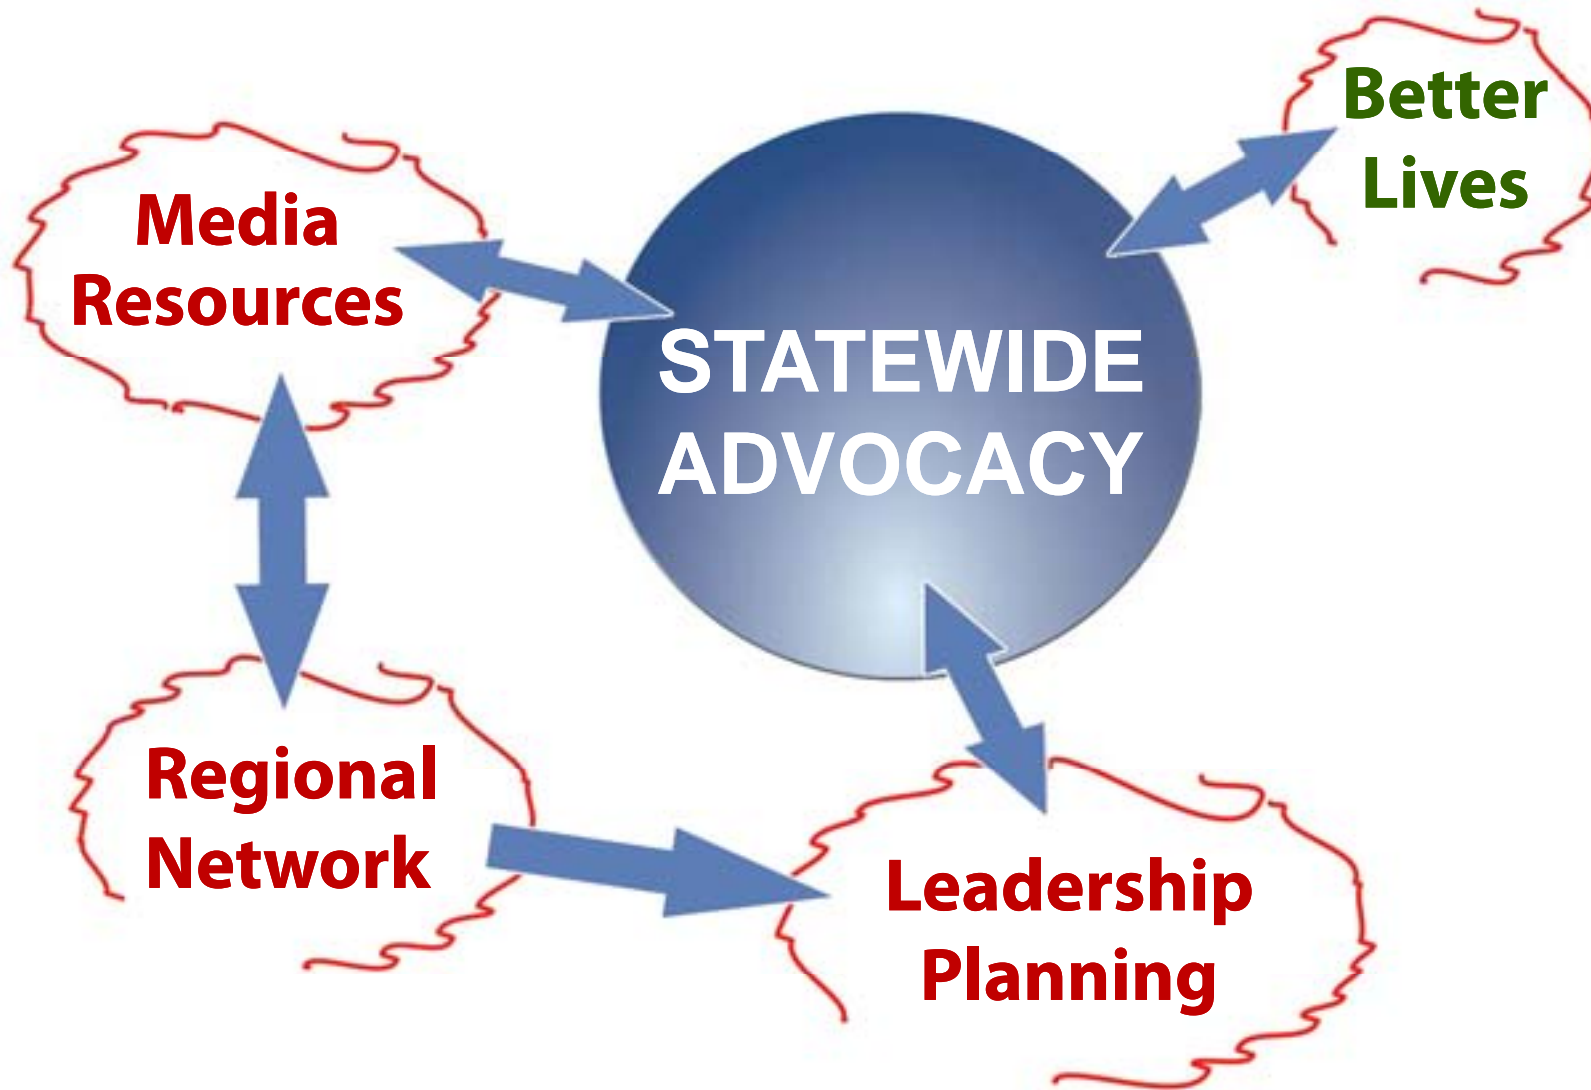 Better
Lives
Media
Resources
STATEWIDE
ADVOCACY
Regional
Network
Leadership
Planning